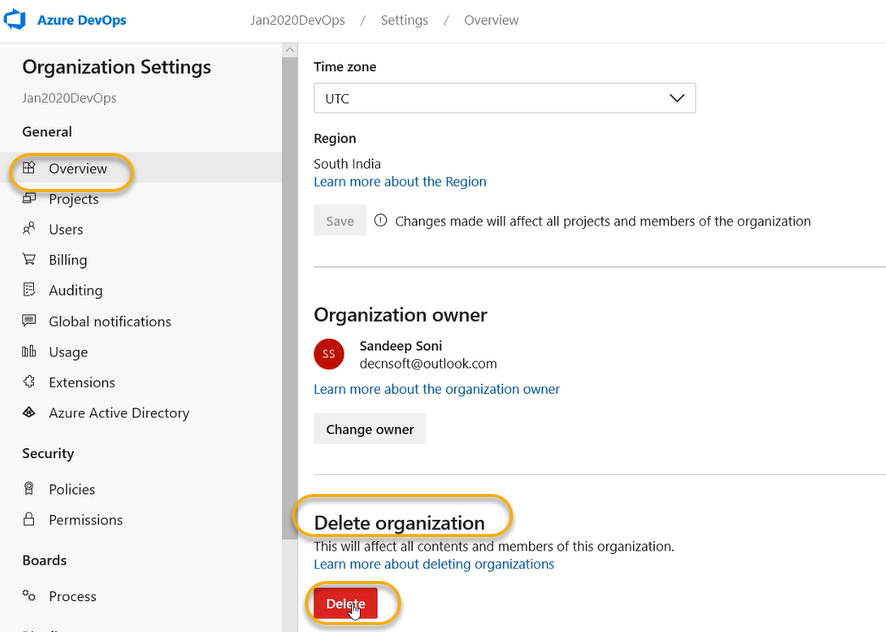 Azure DevOps
Jan2020DevOps / Settings / Overview
Organization Settings
Jan2020DevOps
General
Overview
Projects
Users
Billing
Auditing
Global notifications
Usage
Extensions
Azure Active Directory
Security
Policies
Permissions
Boards
Process
Time zone
UTC
Region
South India
Learn more about the Region
Save
Changes made will affect all projects and members of the organization
Organization owner
SS
Sandeep Soni
decnsoft@outlook.com
Learn more about the organization owner
Change owner
Delete organization
This will affect all contents and members of this organization.
Learn more about deleting organizations
Delete